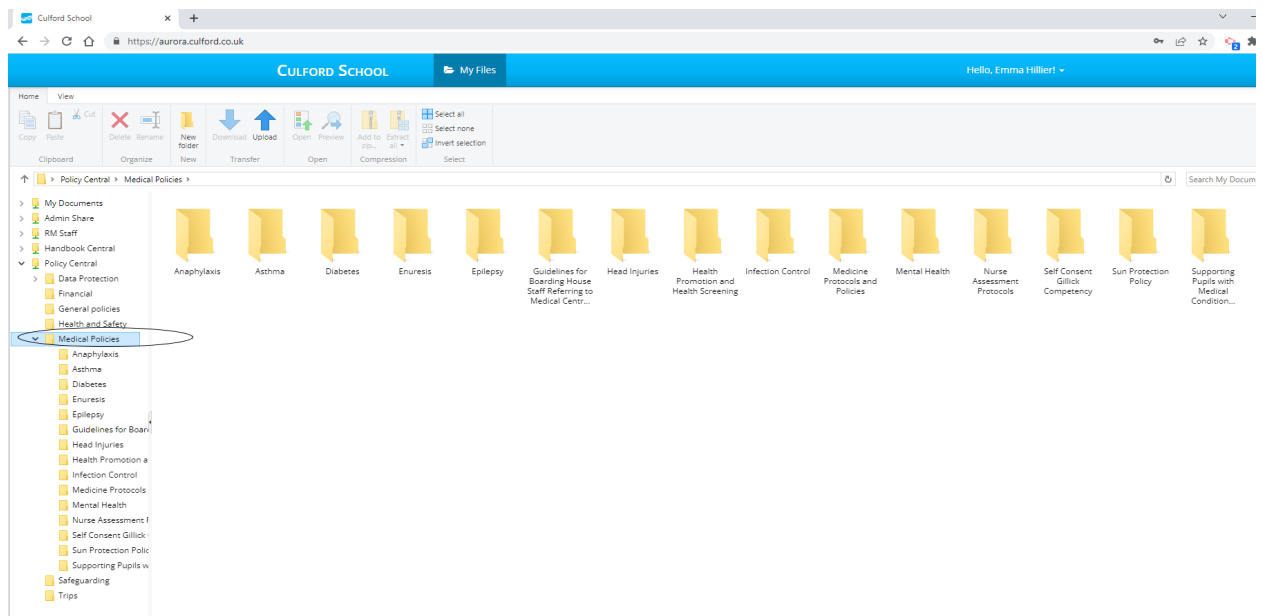 Culford School
https://aurora.culford.co.uk
2
CULFORD SCHOOL
My Files
Hello, Emma Hillier!
Home View
Copy Paste Cut
Delete Rename
New folder
Download Upload
Open Preview
Add to zip... Extract all
Select all
Select none
Invert selection
Clipboard Organize New Transfer Open Compression Select
Policy Central > Medical Policies >
Search My Docum
My Documents
Admin Share
RM Staff
Handbook Central
Policy Central
Data Protection
Financial
General policies
Health and Safety
Medical Policies
Anaphylaxis
Asthma
Diabetes
Enuresis
Epilepsy
Guidelines for Board
Head Injuries
Health Promotion a
Infection Control
Medicine Protocols
Mental Health
Nurse Assessment P
Self Consent Gillick
Sun Protection Polic
Supporting Pupils w
Safeguarding
Trips
Anaphylaxis
Asthma
Diabetes
Enuresis
Epilepsy
Guidelines for
Boarding House
Staff Referring to
Medical Centr...
Head Injuries
Health
Promotion and
Health Screening
Infection Control
Medicine
Protocols and
Policies
Mental Health
Nurse
Assessment
Protocols
Self Consent
Gillick
Competency
Sun Protection
Policy
Supporting
Pupils with
Medical
Condition...